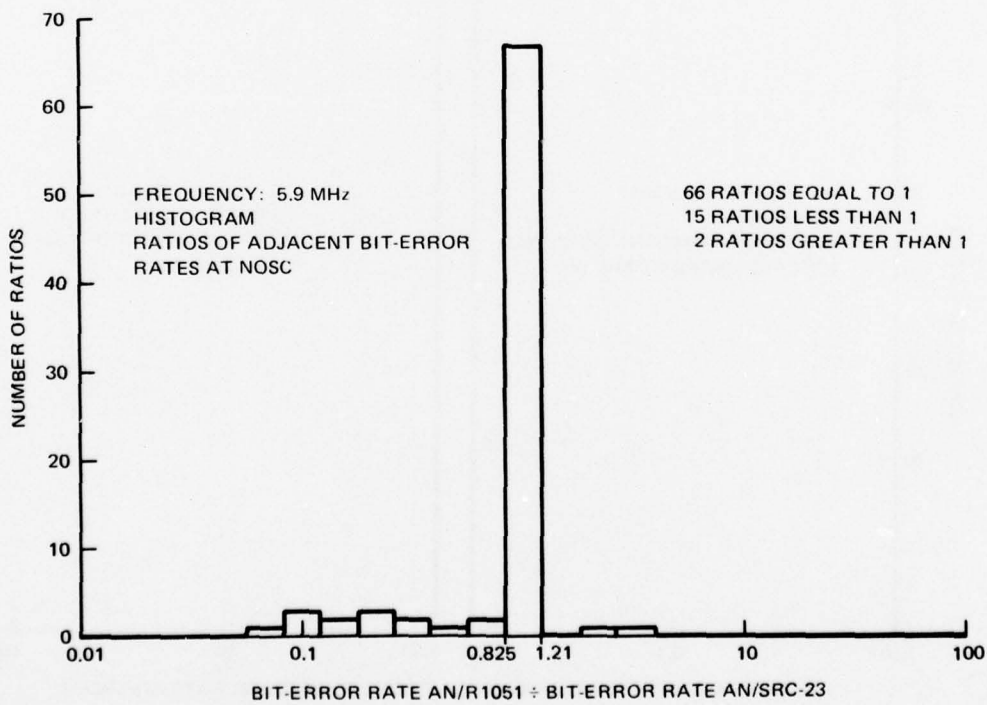 70
60
50
40
30
20
10
0
NUMBER OF RATIOS
FREQUENCY: 5.9 MHz
HISTOGRAM
RATIOS OF ADJACENT BIT-ERROR
RATES AT NOSC
66 RATIOS EQUAL TO 1
15 RATIOS LESS THAN 1
2 RATIOS GREATER THAN 1
0.01 0.1 0.825 1.21 10 100
BIT-ERROR RATE AN/R1051 ÷ BIT-ERROR RATE AN/SRC-23